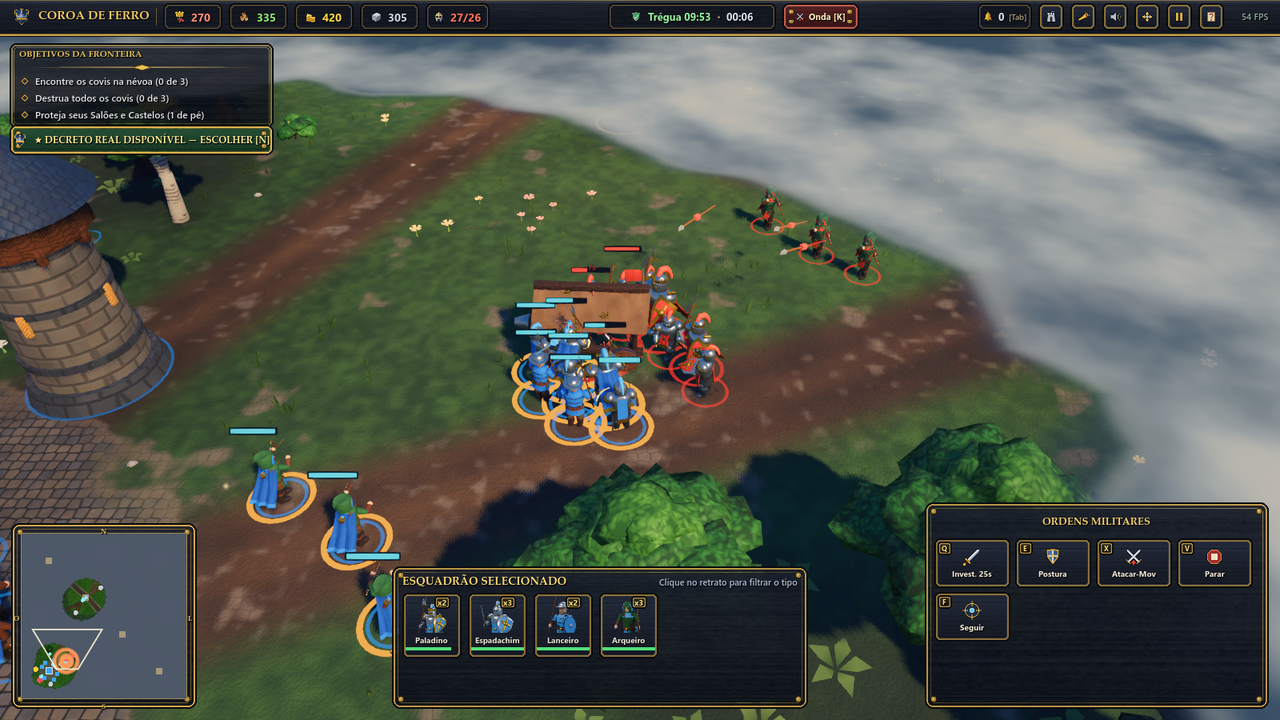 COROA DE FERRO
270
335
420
305
27/26
Trégua 09:53 · 00:06
Onda [K]
0 [Tab]
54 FPS
OBJETIVOS DA FRONTEIRA
Encontre os covis na névoa (0 de 3)
Destrua todos os covis (0 de 3)
Proteja seus Salões e Castelos (1 de pé)
★ DECRETO REAL DISPONÍVEL — ESCOLHER [N]
N
O
L
S
ESQUADRÃO SELECIONADO
Clique no retrato para filtrar o tipo
x2
x3
x2
x3
Paladino
Espadachim
Lanceiro
Arqueiro
ORDENS MILITARES
Q
E
X
V
Invest. 25s
Postura
Atacar-Mov
Parar
F
Seguir